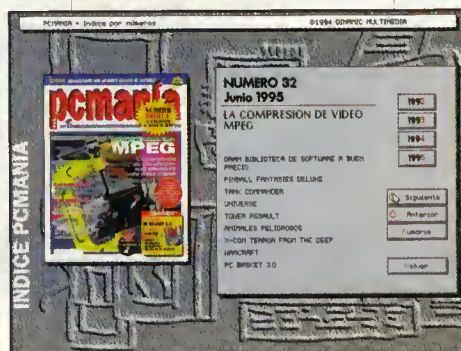 PCMANIA - Indice por números
©1994 DINAMIC MULTIMEDIA
INDICE PCMANIA
pcmanía
MPEG
NUMERO 32
Junio 1995
LA COMPRESION DE VIDEO
MPEG
GRAN BIBLIOTECA DE SOFTWARE A BUEN
PRECIO
PINBALL FANTASIES DELUXE
TANK COMMANDER
UNIVERSE
TOWER ASSAULT
ANIMALES PELIGROSOS
X-COM TERROR FROM THE DEEP
WARCRAFT
PC BASKET 3.0
1992
1993
1994
1995
Siguiente
Anterior
Sumario
Volver